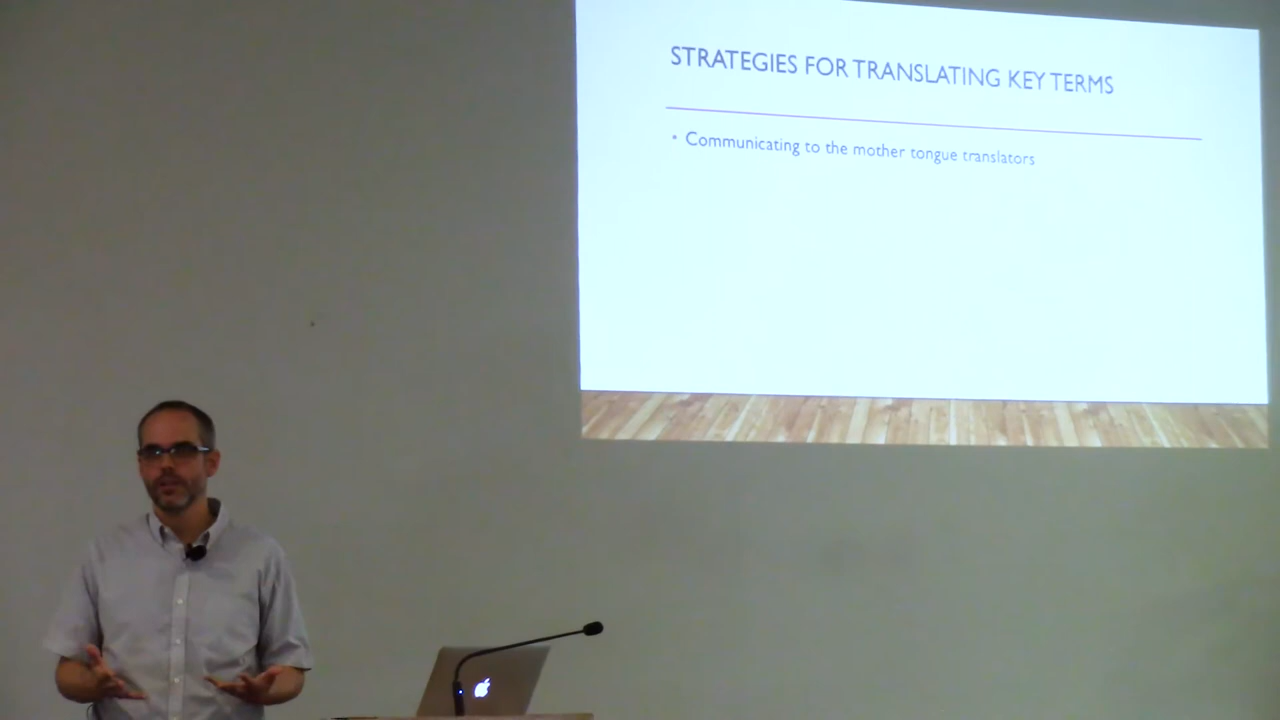 STRATEGIES FOR TRANSLATING KEY TERMS
• Communicating to the mother tongue translators